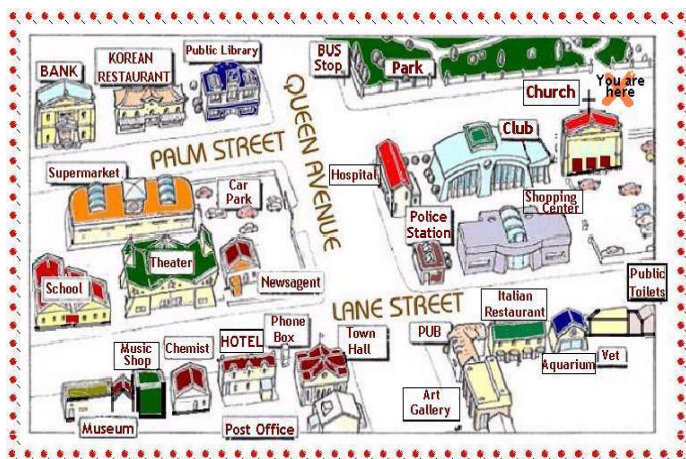 BANK
KOREAN
RESTAURANT
Public Library
BUS
Stop
Park
You are
here
Church
QUEEN AVENUE
PALM STREET
Club
Hospital
Supermarket
Car
Park
Shopping
Center
Police
Station
School
Theater
Newsagent
LANE STREET
Public
Toilets
Italian
Restaurant
Music
Shop
Chemist
HOTEL
Phone
Box
Town
Hall
PUB
Aquarium
Vet
Art
Gallery
Museum
Post Office